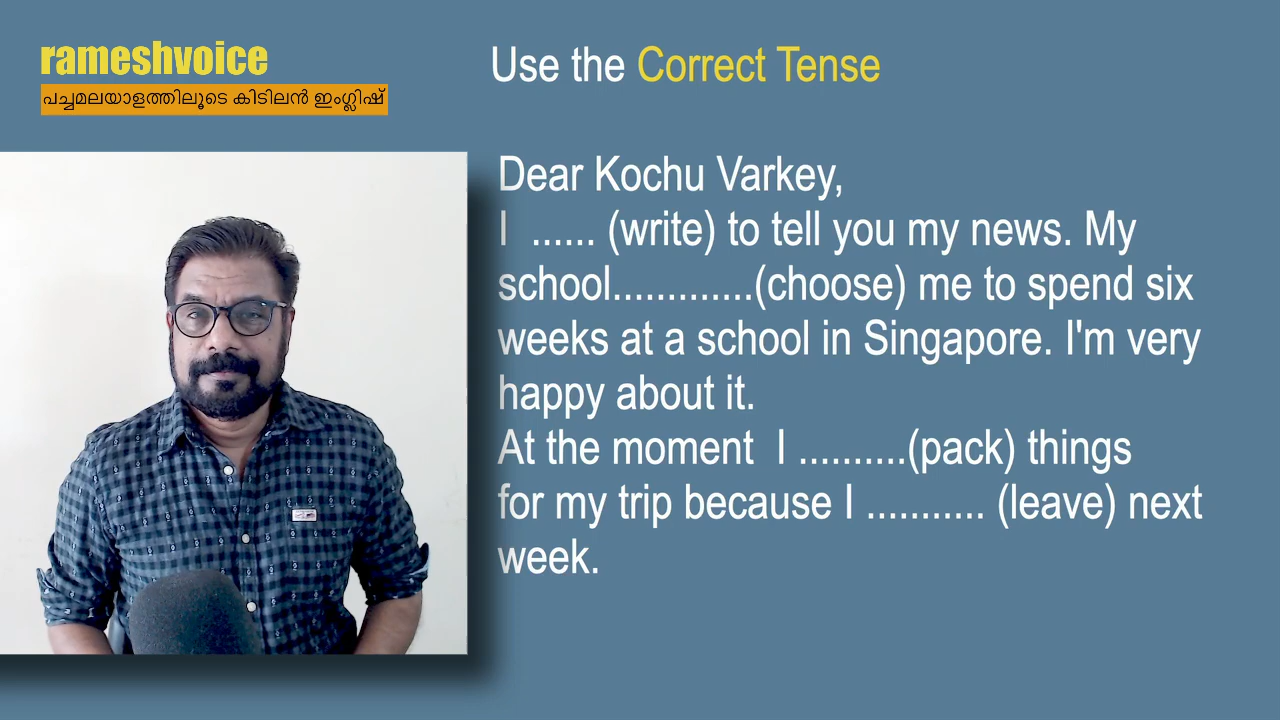 rameshvoice
പച്ചമലയാളത്തിലൂടെ കിടിലൻ ഇംഗ്ലിഷ്
Use the Correct Tense
Dear Kochu Varkey,
I ...... (write) to tell you my news. My
school.............(choose) me to spend six
weeks at a school in Singapore. I'm very
happy about it.
At the moment I ..........(pack) things
for my trip because I ........... (leave) next
week.